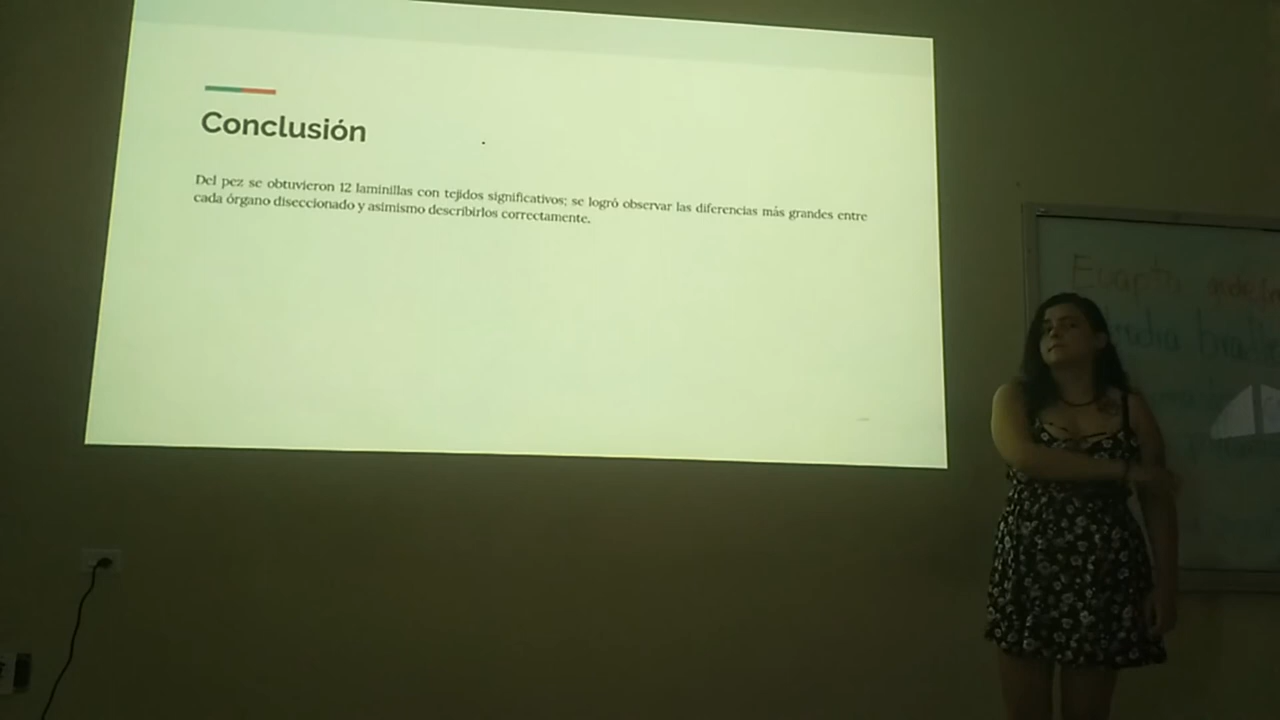 Conclusión
Del pez se obtuvieron 12 laminillas con tejidos significativos; se logró observar las diferencias más grandes entre
cada órgano diseccionado y asimismo describirlos correctamente.